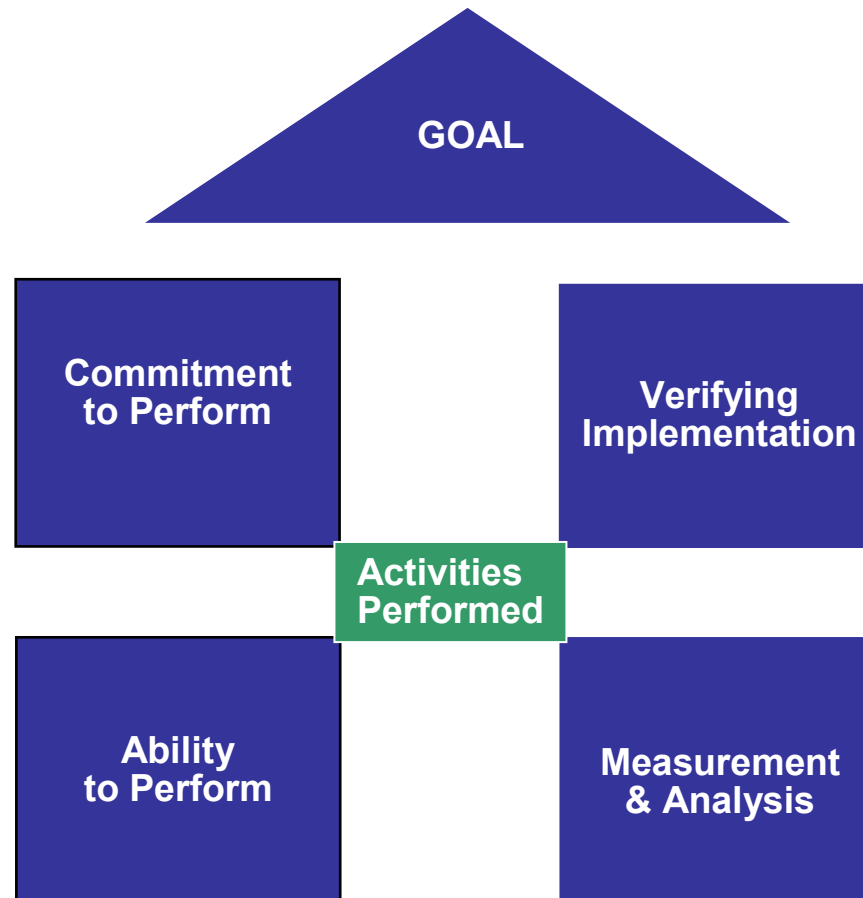 GOAL
Commitment
to Perform
Verifying
Implementation
Activities
Performed
Ability
to Perform
Measurement
& Analysis